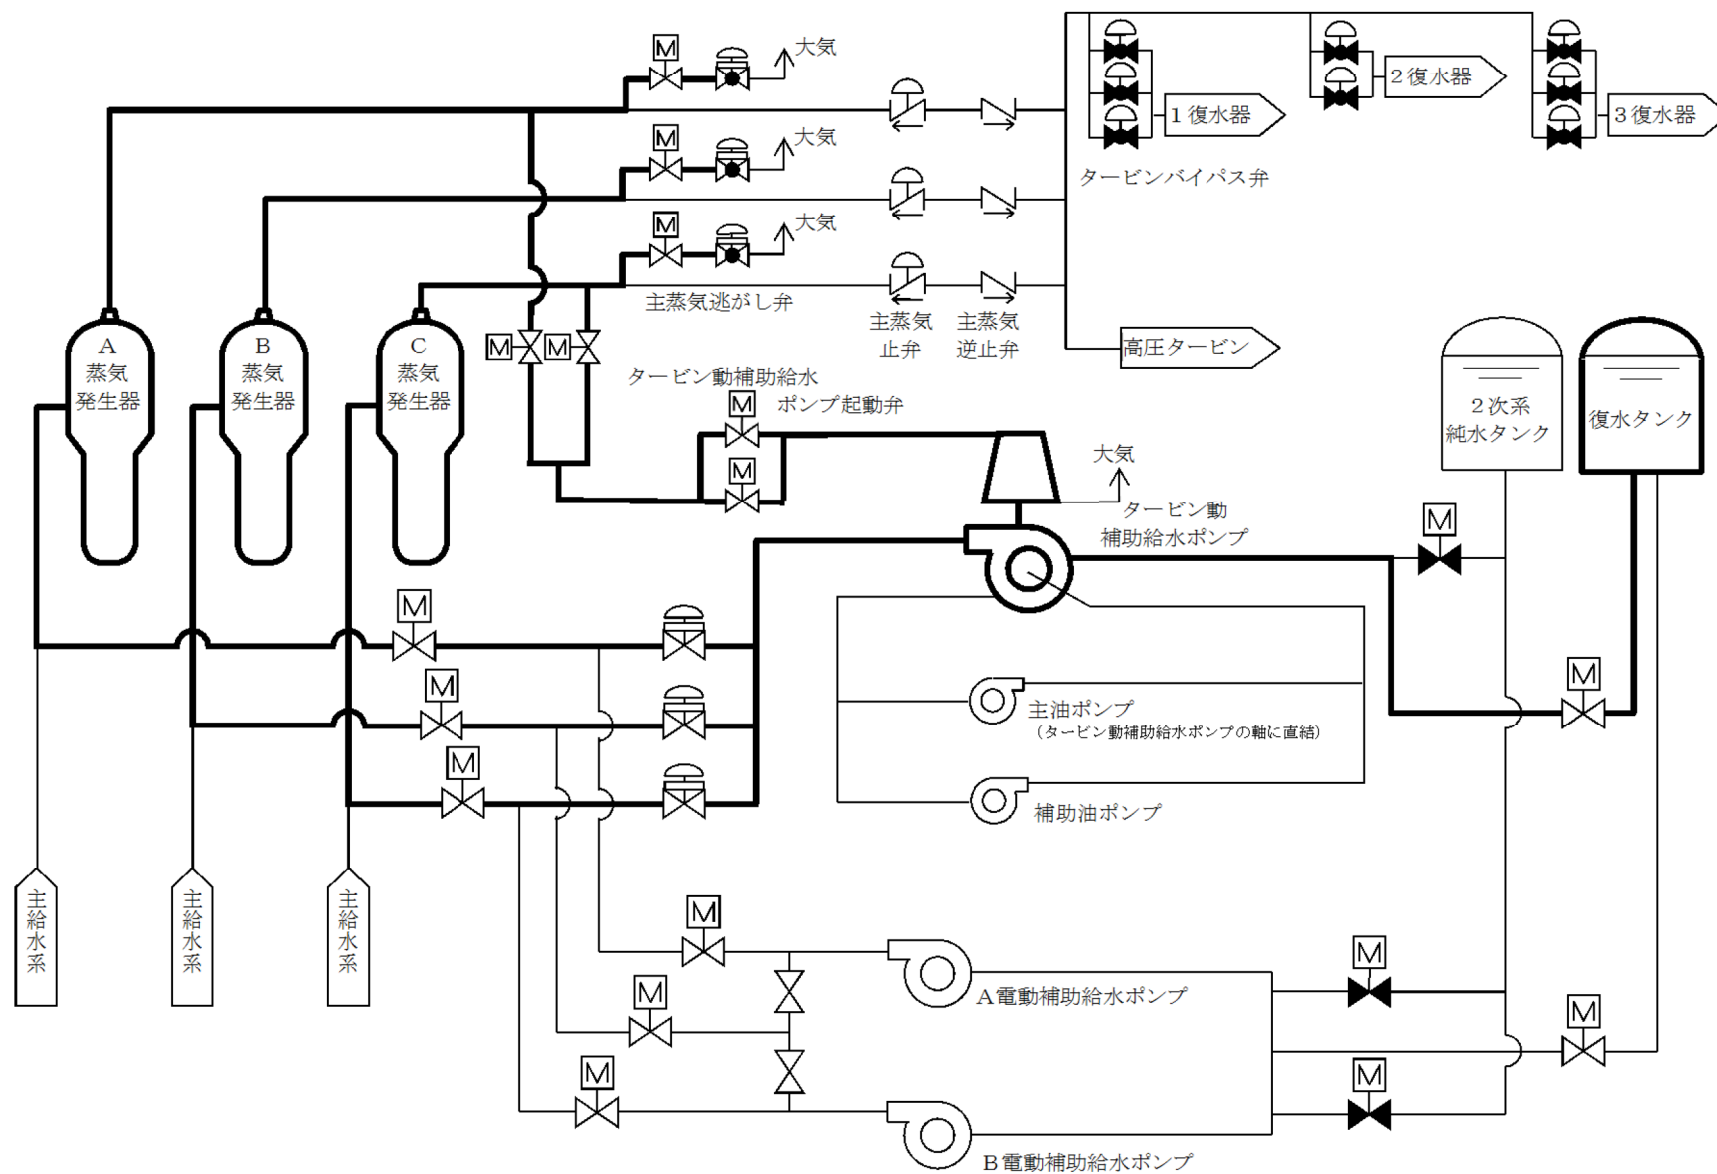 M
大気
M
大気
M
大気
1復水器
2復水器
3復水器
タービンバイパス弁
主蒸気逃がし弁
主蒸気
止弁
主蒸気
逆止弁
高圧タービン
A
蒸気
発生器
B
蒸気
発生器
C
蒸気
発生器
M
M
タービン動補助給水
ポンプ起動弁
M
M
大気
タービン動
補助給水ポンプ
2次系
純水タンク
復水タンク
M
M
M
M
M
主油ポンプ
(タービン動補助給水ポンプの軸に直結)
補助油ポンプ
主給水系
主給水系
主給水系
M
M
M
A電動補助給水ポンプ
B電動補助給水ポンプ
M
M
M